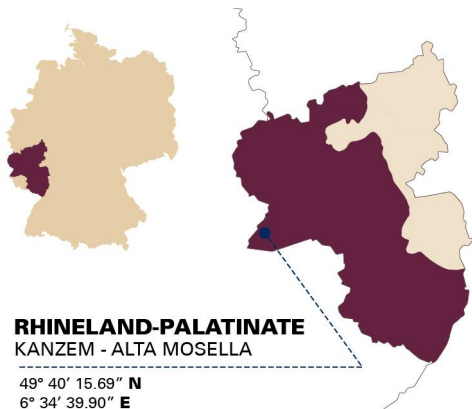 RHINELAND-PALATINATE
KANZEM - ALTA MOSELLA
49° 40’ 15.69” N
6° 34’ 39.90” E